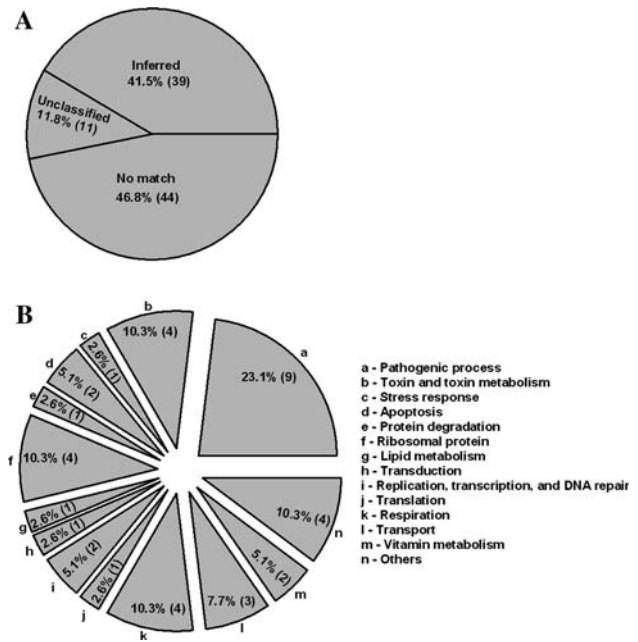 A
Inferred
41.5% (39)
Unclassified
11.8% (11)
No match
46.8% (44)
B
b
10.3% (4)
a
23.1% (9)
c
2.6% (1)
d
5.1% (2)
e
2.6% (1)
f
10.3% (4)
g
2.6% (1)
h
2.6% (1)
i
5.1% (2)
j
2.6% (1)
k
10.3% (4)
l
7.7% (3)
m
5.1% (2)
n
10.3% (4)
a - Pathogenic process
b - Toxin and toxin metabolism
c - Stress response
d - Apoptosis
e - Protein degradation
f - Ribosomal protein
g - Lipid metabolism
h - Transduction
i - Replication, transcription, and DNA repair
j - Translation
k - Respiration
l - Transport
m - Vitamin metabolism
n - Others